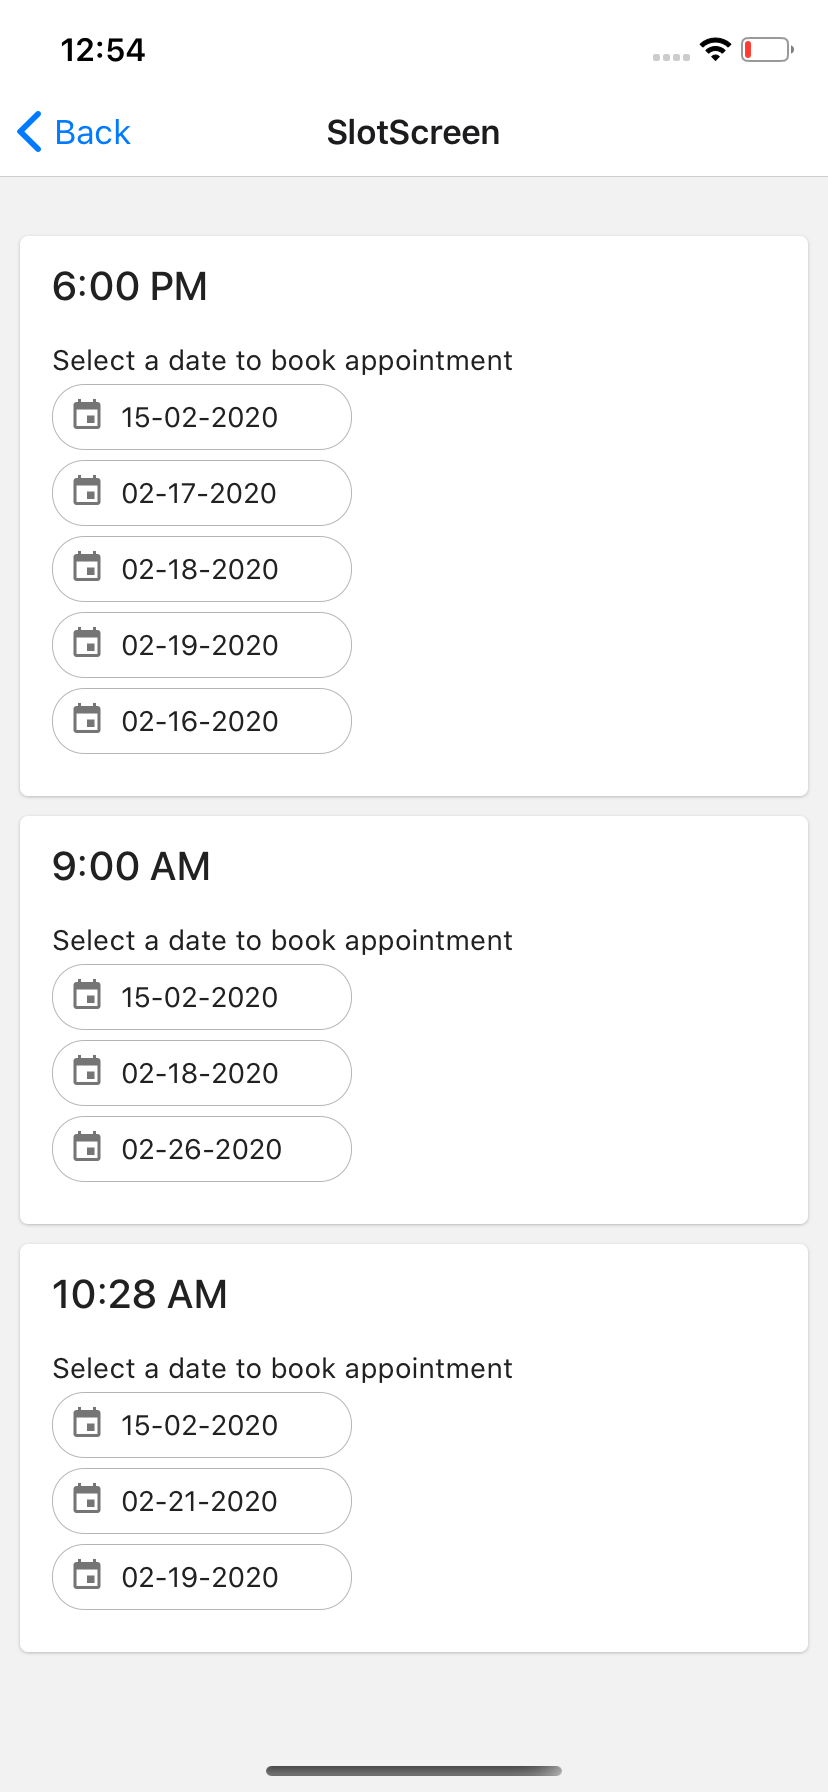 12:54
Back
SlotScreen
6:00 PM
Select a date to book appointment
15-02-2020
02-17-2020
02-18-2020
02-19-2020
02-16-2020
9:00 AM
Select a date to book appointment
15-02-2020
02-18-2020
02-26-2020
10:28 AM
Select a date to book appointment
15-02-2020
02-21-2020
02-19-2020